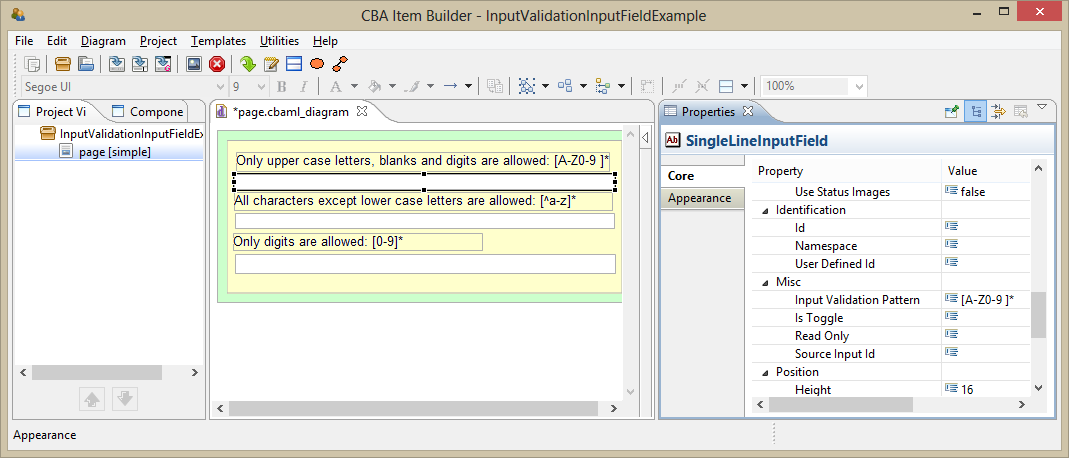 CBA Item Builder - InputValidationInputFieldExample
File Edit Diagram Project Templates Utilities Help
Segoe UI 9 B I A 100%
Project Vi Compone
InputValidationInputFieldEx
page [simple]
*page.cbaml_diagram
Only upper case letters, blanks and digits are allowed: [A-Z0-9 ]*
All characters except lower case letters are allowed: [^a-z]*
Only digits are allowed: [0-9]*
Properties
Ab SingleLineInputField
Core
Appearance
Property Value
Use Status Images false
Identification
Id
Namespace
User Defined Id
Misc
Input Validation Pattern [A-Z0-9 ]*
Is Toggle
Read Only
Source Input Id
Position
Height 16
Appearance